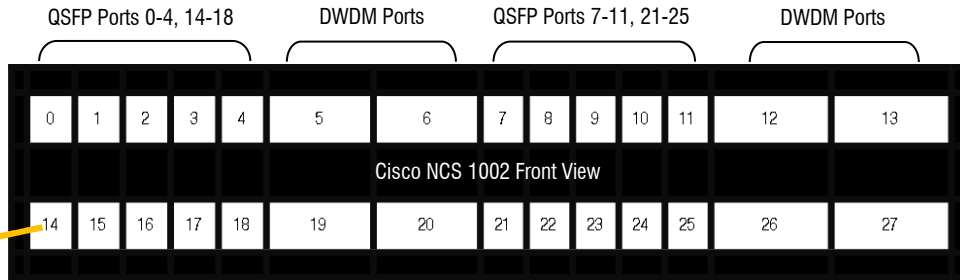 QSFP Ports 0-4, 14-18 DWDM Ports QSFP Ports 7-11, 21-25 DWDM Ports
0 1 2 3 4 5 6 7 8 9 10 11 12 13
Cisco NCS 1002 Front View
14 15 16 17 18 19 20 21 22 23 24 25 26 27